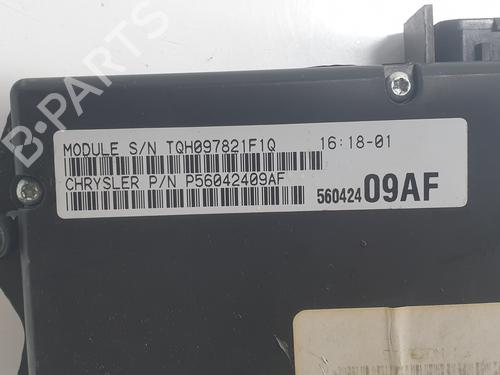 B-Parts
MODULE S/N TQH097821F1Q 16:18-01
CHRYSLER P/N P56042409AF
56042409AF